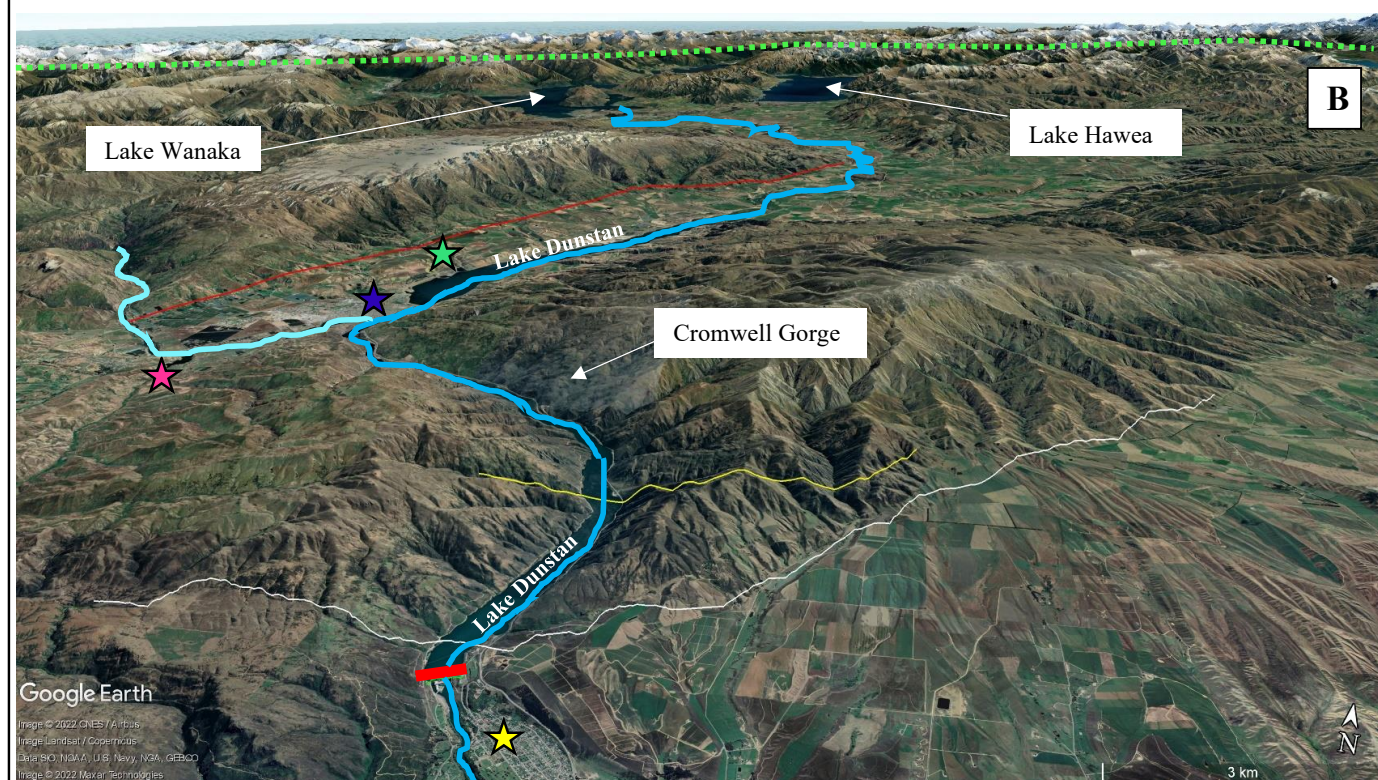 B
Lake Wanaka
Lake Hawea
Lake Dunstan
Cromwell Gorge
Lake Dunstan
Google Earth
Image © 2022 CNES / Airbus
Image Landsat / Copernicus
Data SIO, NOAA, U.S. Navy, NGA, GEBCO
Image © 2022 Maxar Technologies
N
3 km